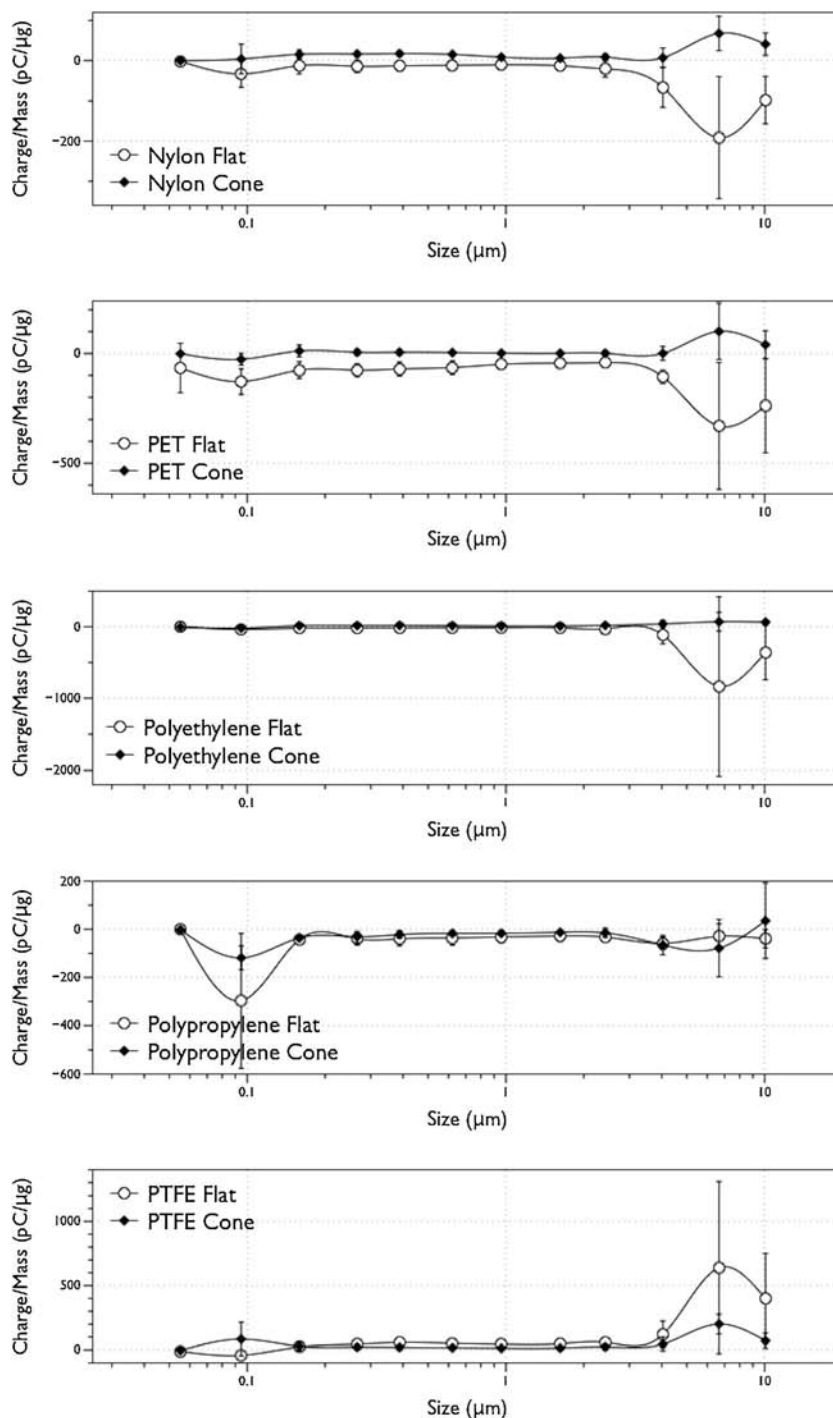 Charge/Mass (pC/μg)
0
−200
Nylon Flat
Nylon Cone
0.1
1
10
Size (μm)
Charge/Mass (pC/μg)
0
−500
PET Flat
PET Cone
0.1
1
10
Size (μm)
Charge/Mass (pC/μg)
0
−1000
−2000
Polyethylene Flat
Polyethylene Cone
0.1
1
10
Size (μm)
Charge/Mass (pC/μg)
200
0
−200
−400
−600
Polypropylene Flat
Polypropylene Cone
0.1
1
10
Size (μm)
Charge/Mass (pC/μg)
1000
500
0
PTFE Flat
PTFE Cone
0.1
1
10
Size (μm)